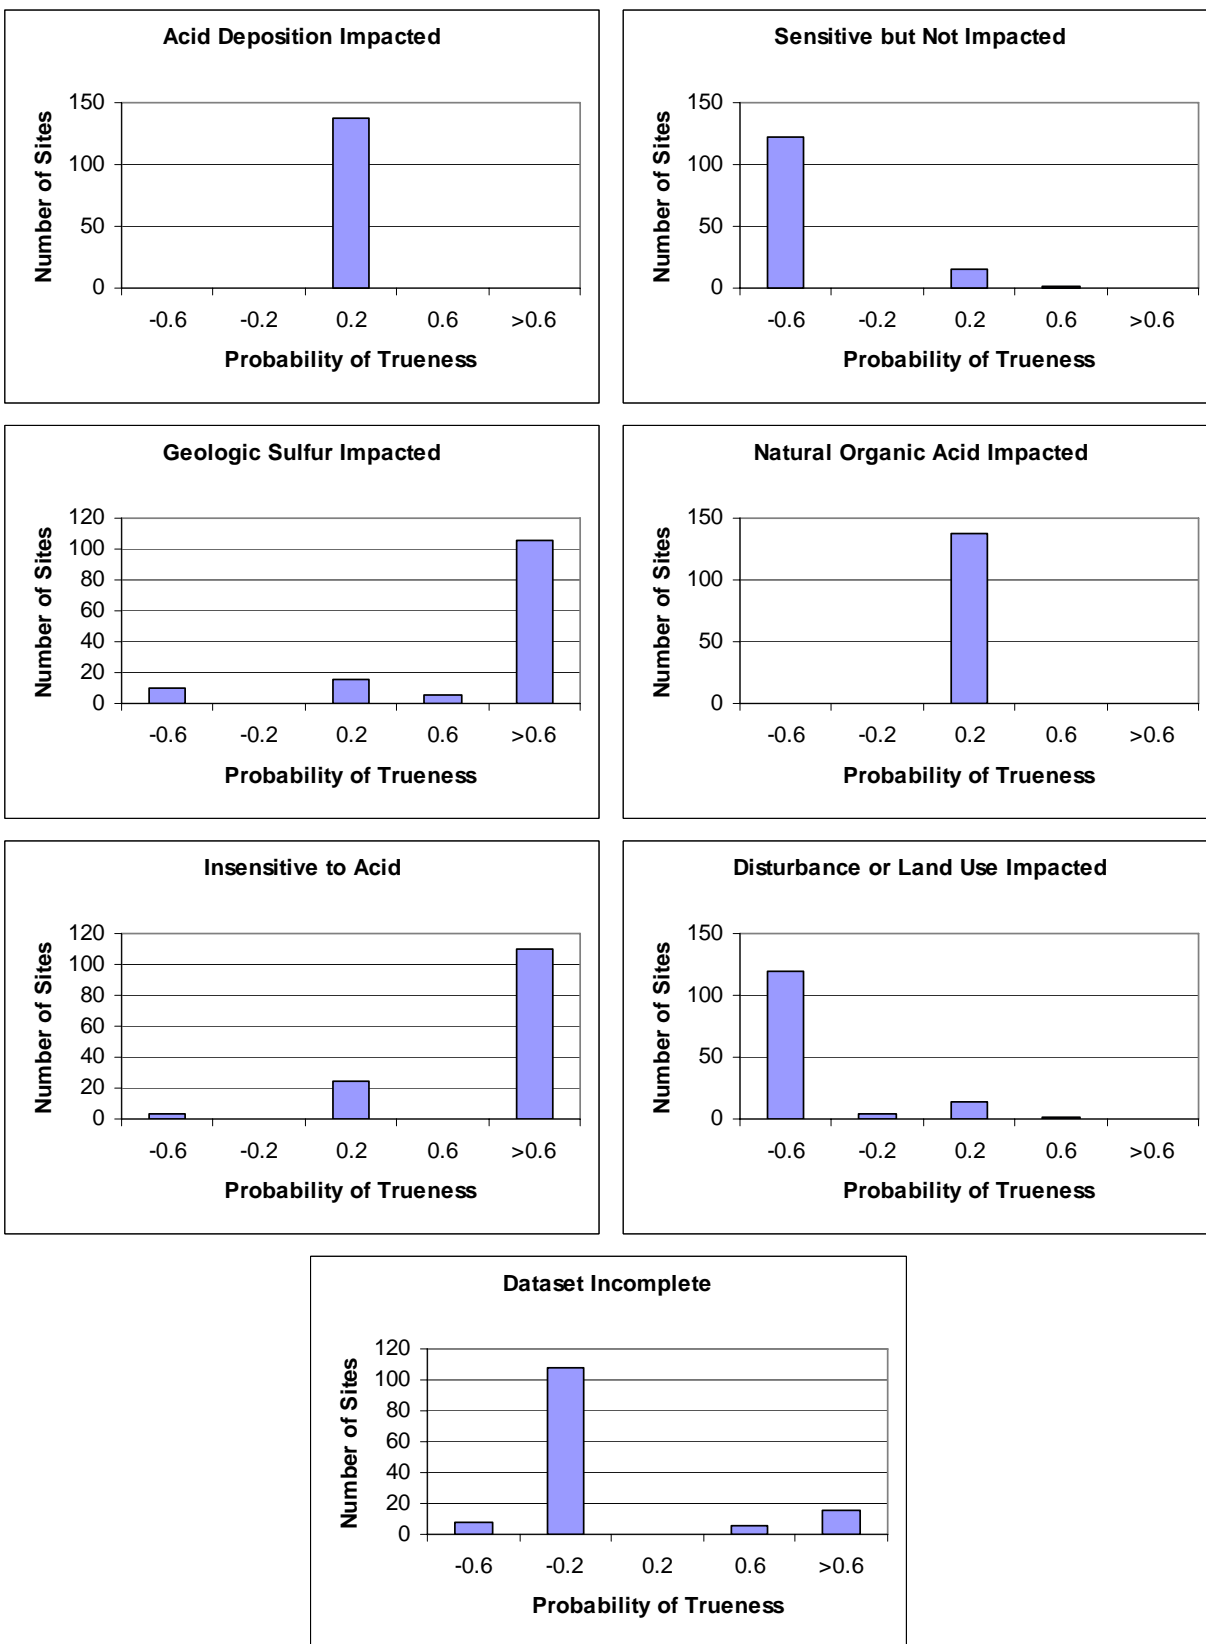 Acid Deposition Impacted
150
100
50
0
Number of Sites
-0.6 -0.2 0.2 0.6 >0.6
Probability of Trueness
Sensitive but Not Impacted
150
100
50
0
Number of Sites
-0.6 -0.2 0.2 0.6 >0.6
Probability of Trueness
Geologic Sulfur Impacted
120
100
80
60
40
20
0
Number of Sites
-0.6 -0.2 0.2 0.6 >0.6
Probability of Trueness
Natural Organic Acid Impacted
150
100
50
0
Number of Sites
-0.6 -0.2 0.2 0.6 >0.6
Probability of Trueness
Insensitive to Acid
120
100
80
60
40
20
0
Number of Sites
-0.6 -0.2 0.2 0.6 >0.6
Probability of Trueness
Disturbance or Land Use Impacted
150
100
50
0
Number of Sites
-0.6 -0.2 0.2 0.6 >0.6
Probability of Trueness
Dataset Incomplete
120
100
80
60
40
20
0
Number of Sites
-0.6 -0.2 0.2 0.6 >0.6
Probability of Trueness